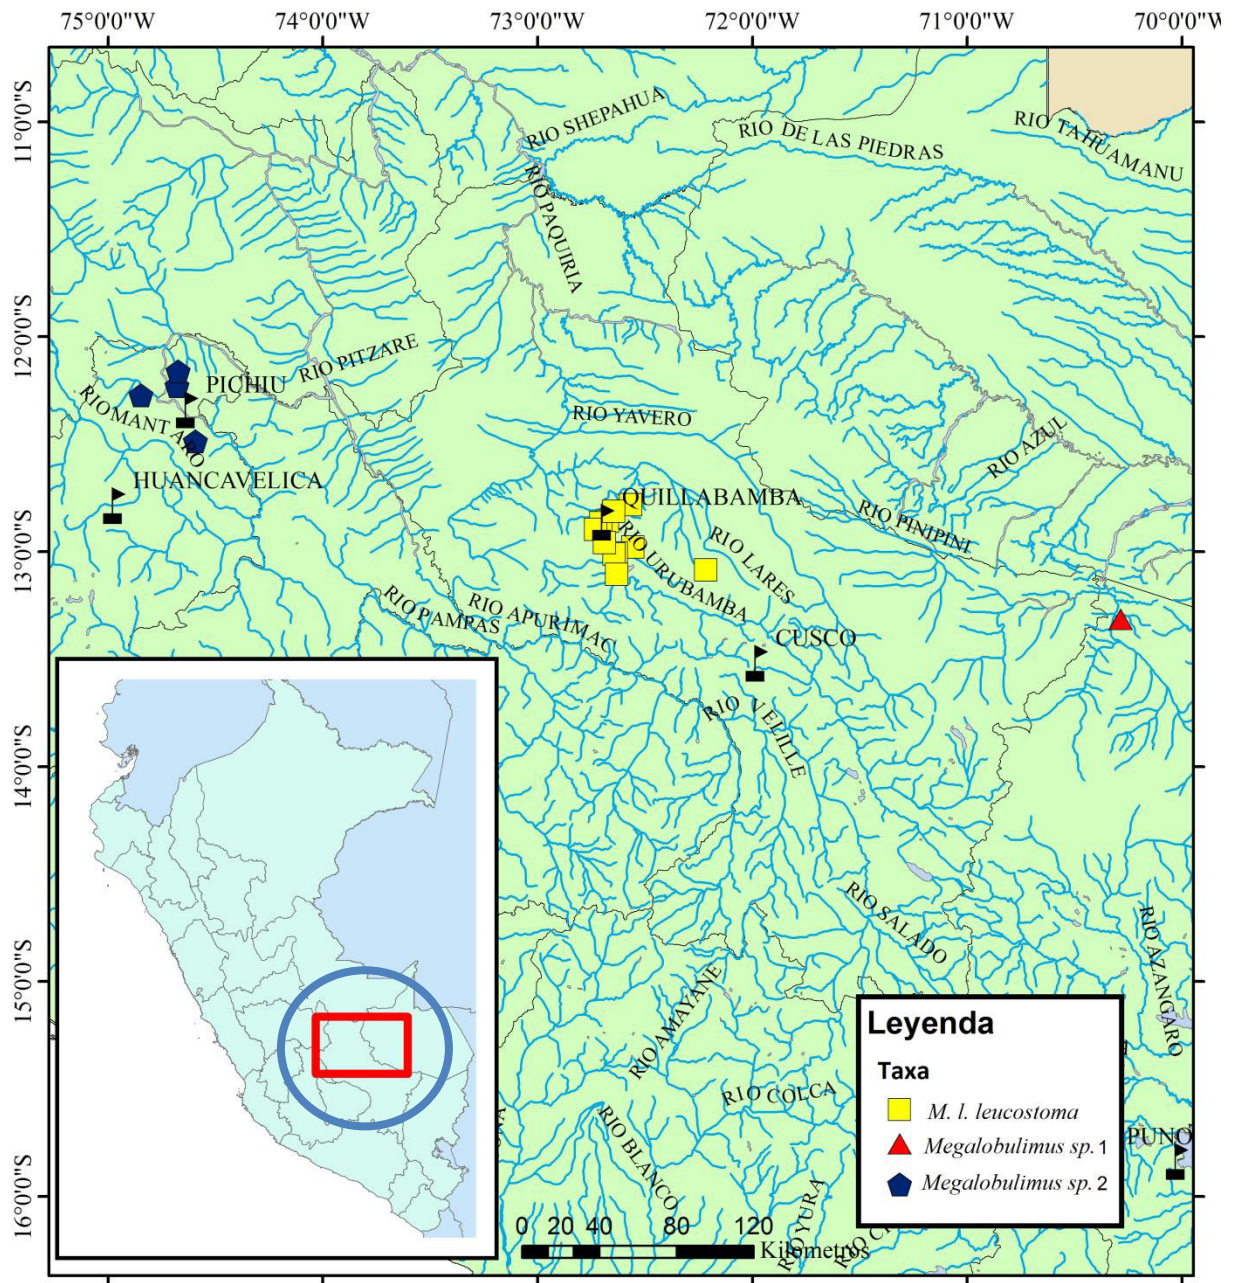 75°0'0"W 74°0'0"W 73°0'0"W 72°0'0"W 71°0'0"W 70°0'0"W
11°0'0"S
12°0'0"S
13°0'0"S
14°0'0"S
15°0'0"S
16°0'0"S
RIO SHEPAHUA
RIO DE LAS PIEDRAS
RIO TAHUAMANU
RIO PAQUIRIA
RIO PITZARE
PICHIU
RIO MANTARO
HUANCAVELICA
RIO YAVERO
RIO AZUL
QUILLABAMBA
RIO PINIPINI
RIO URUBAMBA
RIO LARES
RIO PAMPAS
RIO APURIMAC
CUSCO
RIO VELILLE
RIO SALADO
RIO AZANGARO
RIO AMAYANE
RIO COLCA
RIO BLANCO
RIO YURA
PUNO
Leyenda
Taxa
M. l. leucostoma
Megalobulimus sp. 1
Megalobulimus sp. 2
0 20 40 80 120
Kilometros